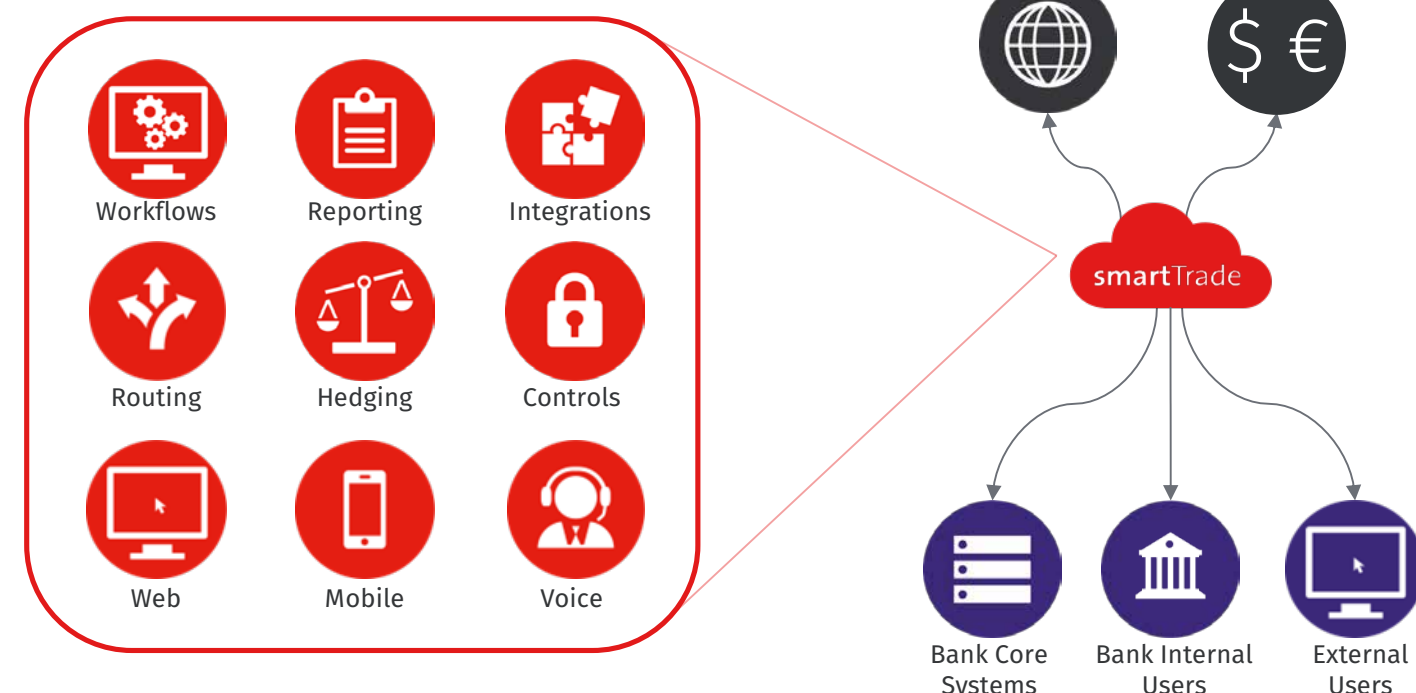 $ €
Workflows
Reporting
Integrations
smartTrade
Routing
Hedging
Controls
Web
Mobile
Voice
Bank Core
Systems
Bank Internal
Users
External
Users